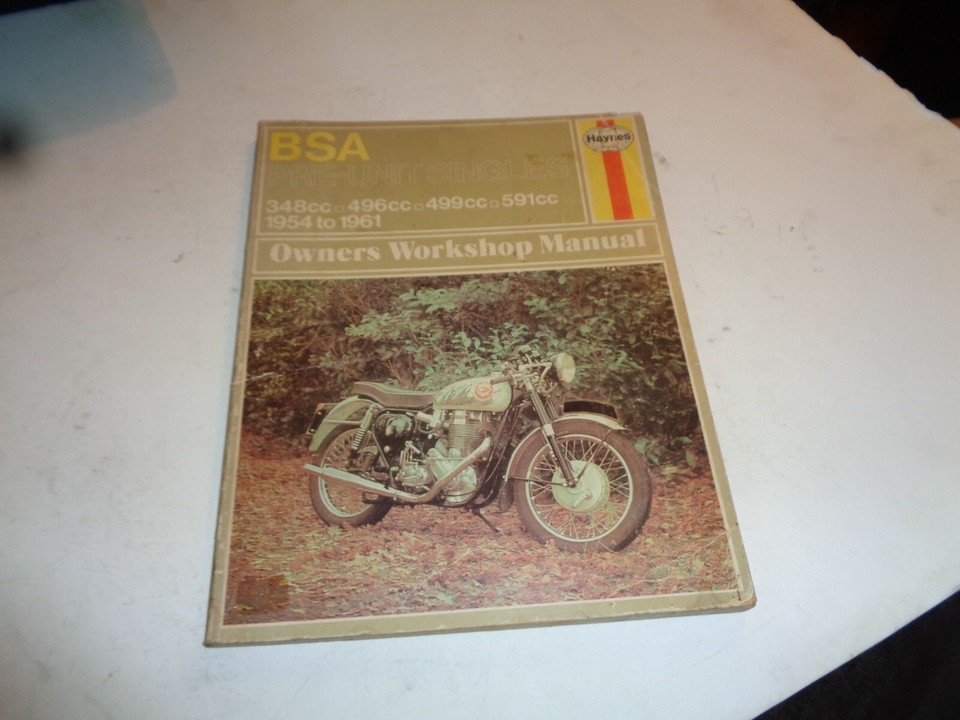 BSA
PRE-UNIT SINGLES
348cc □ 496cc □ 499cc □ 591cc
1954 to 1961
Haynes
Owners Workshop Manual